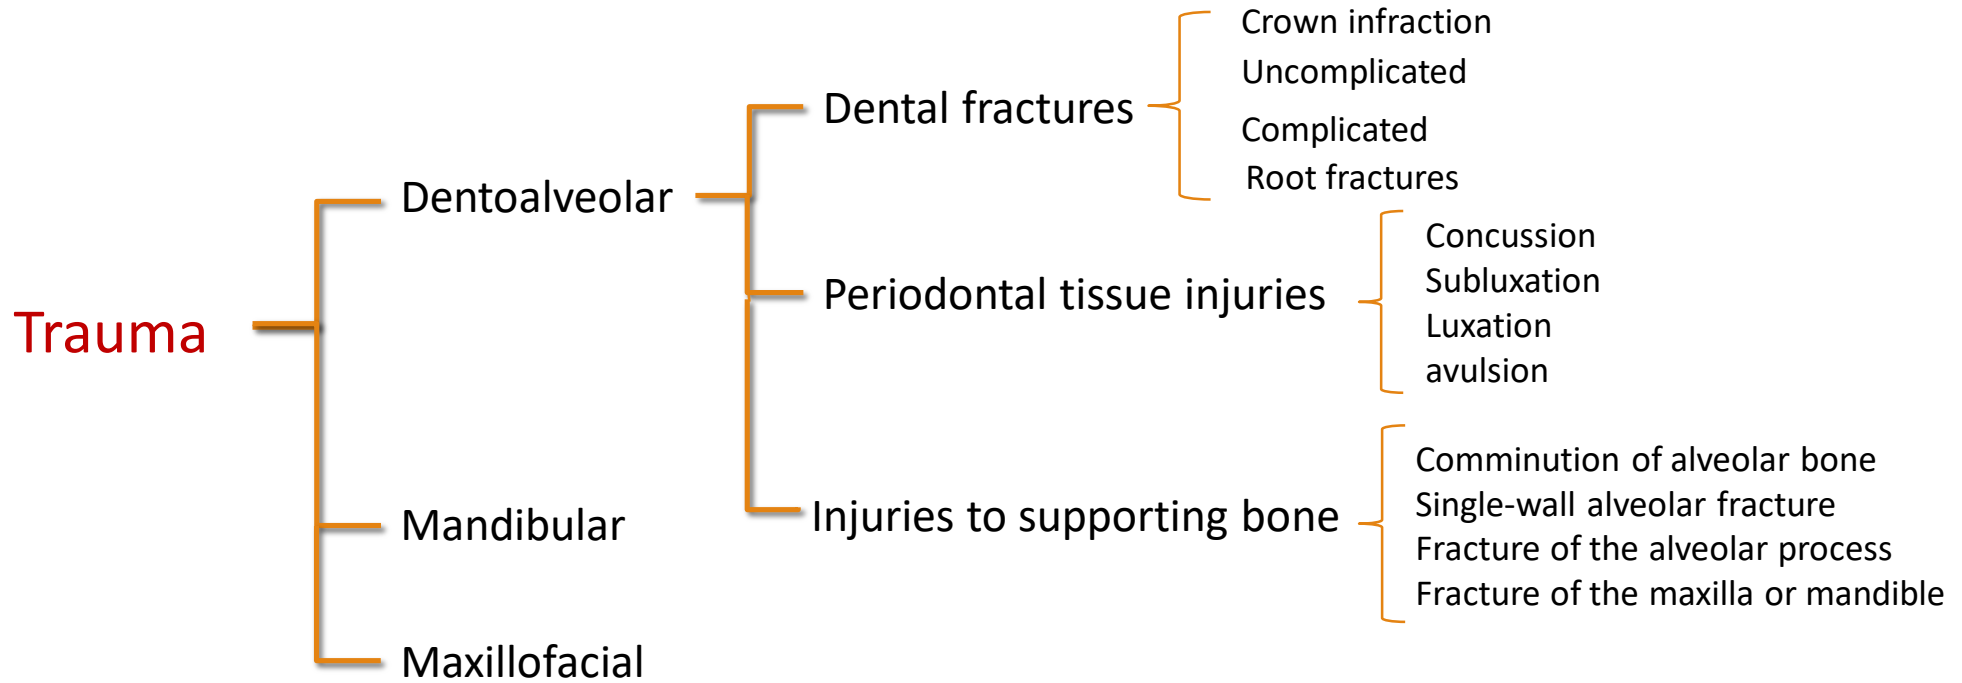 Trauma
Dentoalveolar
Dental fractures
Crown infraction
Uncomplicated
Complicated
Root fractures
Periodontal tissue injuries
Concussion
Subluxation
Luxation
avulsion
Injuries to supporting bone
Comminution of alveolar bone
Single-wall alveolar fracture
Fracture of the alveolar process
Fracture of the maxilla or mandible
Mandibular
Maxillofacial